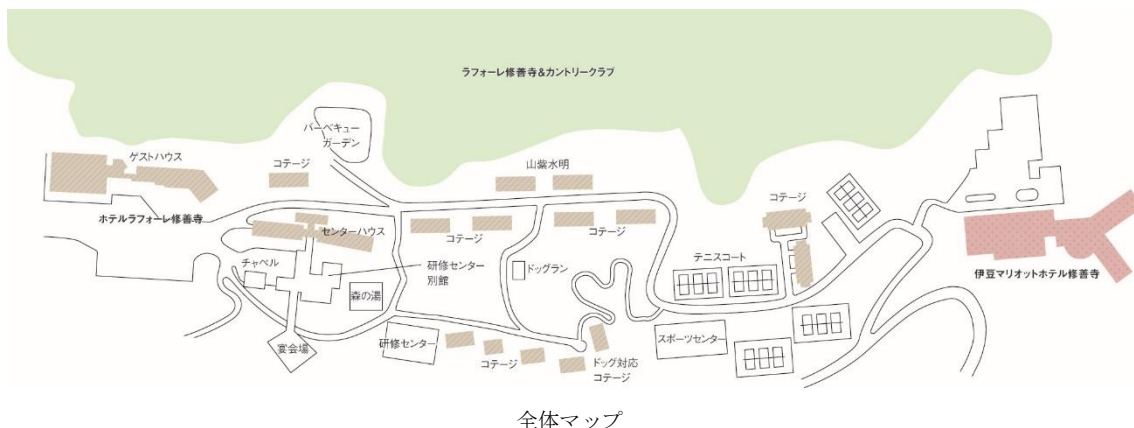 ラフォーレ修善寺&カントリークラブ
バーベキュー
ガーデン
ゲストハウス
コテージ
山紫水明
コテージ
ホテルラフォーレ修善寺
センターハウス
コテージ
コテージ
チャペル
研修センター
別館
ドッグラン
テニスコート
伊豆マリオットホテル修善寺
森の湯
宴会場
研修センター
コテージ
ドッグ対応
コテージ
スポーツセンター
全体マップ